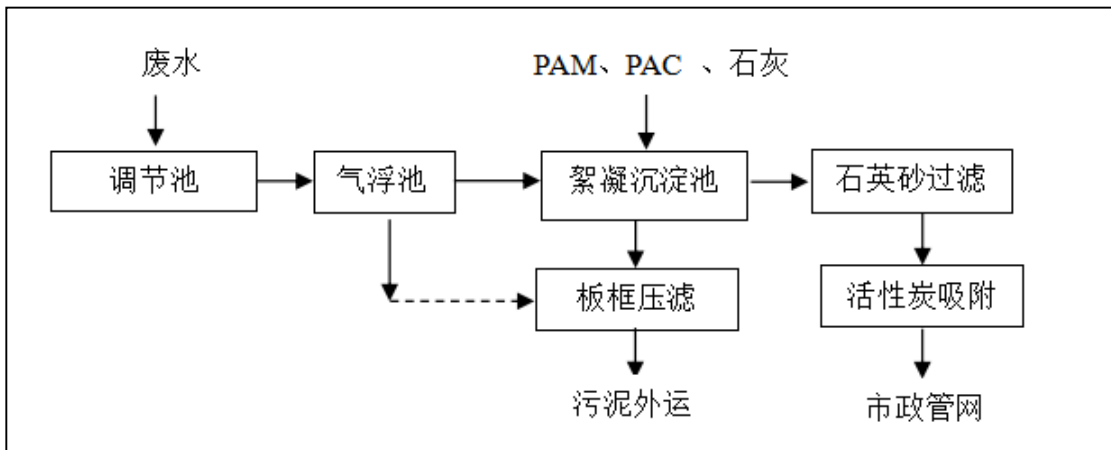 废水
PAM、PAC 、石灰
调节池
气浮池
絮凝沉淀池
石英砂过滤
板框压滤
活性炭吸附
污泥外运
市政管网